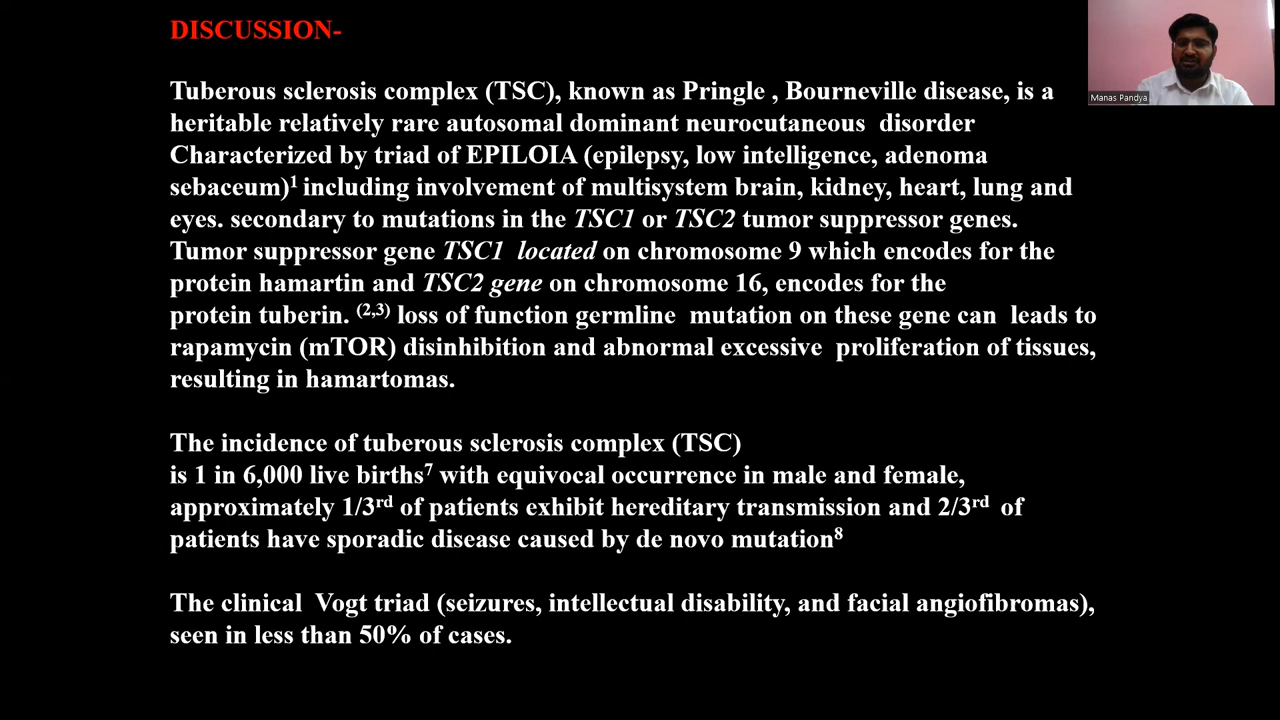 DISCUSSION-
Tuberous sclerosis complex (TSC), known as Pringle , Bourneville disease, is a
heritable relatively rare autosomal dominant neurocutaneous disorder
Characterized by triad of EPILOIA (epilepsy, low intelligence, adenoma
sebaceum)1 including involvement of multisystem brain, kidney, heart, lung and
eyes. secondary to mutations in the TSC1 or TSC2 tumor suppressor genes.
Tumor suppressor gene TSC1 located on chromosome 9 which encodes for the
protein hamartin and TSC2 gene on chromosome 16, encodes for the
protein tuberin. (2,3) loss of function germline mutation on these gene can leads to
rapamycin (mTOR) disinhibition and abnormal excessive proliferation of tissues,
resulting in hamartomas.
The incidence of tuberous sclerosis complex (TSC)
is 1 in 6,000 live births7 with equivocal occurrence in male and female,
approximately 1/3rd of patients exhibit hereditary transmission and 2/3rd of
patients have sporadic disease caused by de novo mutation8
The clinical Vogt triad (seizures, intellectual disability, and facial angiofibromas),
seen in less than 50% of cases.
Manas Pandya